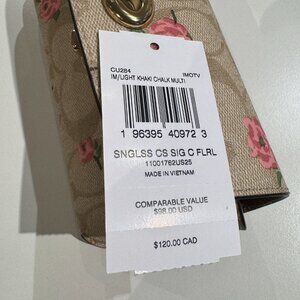 CU284
IM/LIGHT KHAKI CHALK MULTI IMOTV
1 96395 40972 3
SNGLSS CS SIG C FLRL
11001762US25
MADE IN VIETNAM
COMPARABLE VALUE
$98.00 USD
$120.00 CAD